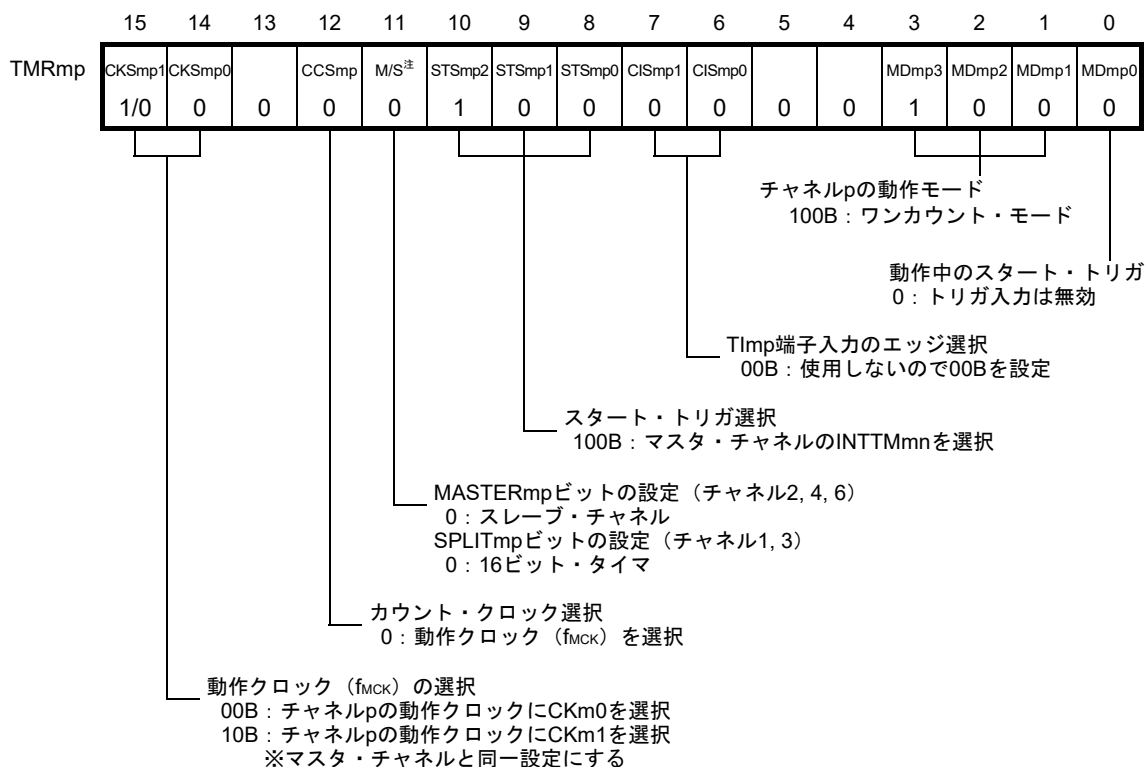 15 14 13 12 11 10 9 8 7 6 5 4 3 2 1 0
TMRmp CKSmp1 CKSmp0 CCSmp M/S注 STSmp2 STSmp1 STSmp0 CISmp1 CISmp0 MDmp3 MDmp2 MDmp1 MDmp0
1/0 0 0 0 0 1 0 0 0 0 0 0 1 0 0 0
チャネルpの動作モード
100B：ワンカウント・モード
動作中のスタート・トリガ
0：トリガ入力は無効
TImp端子入力のエッジ選択
00B：使用しないので00Bを設定
スタート・トリガ選択
100B：マスタ・チャネルのINTTMmnを選択
MASTERmpビットの設定（チャネル2, 4, 6）
0：スレーブ・チャネル
SPLITmpビットの設定（チャネル1, 3）
0：16ビット・タイマ
カウント・クロック選択
0：動作クロック（fMCK）を選択
動作クロック（fMCK）の選択
00B：チャネルpの動作クロックにCKm0を選択
10B：チャネルpの動作クロックにCKm1を選択
※マスタ・チャネルと同一設定にする